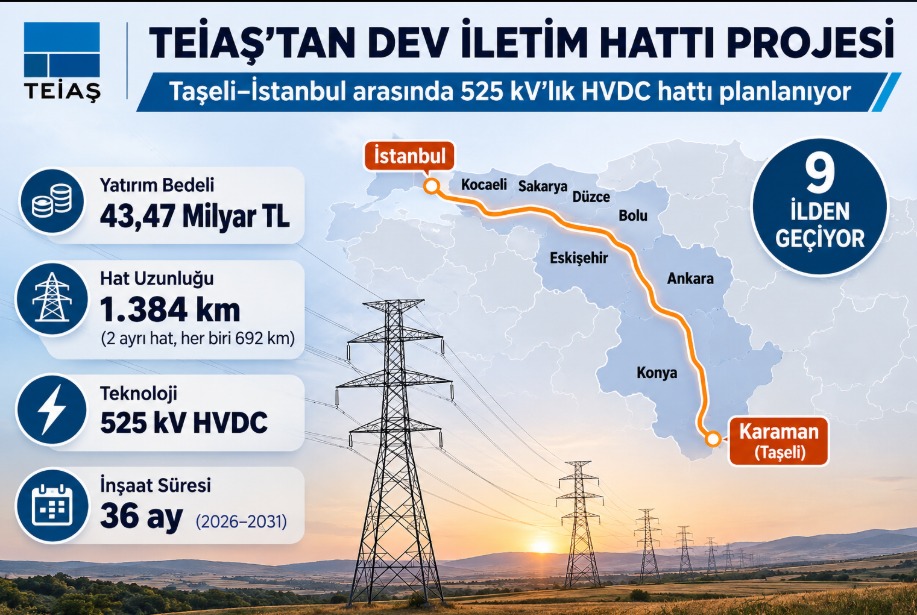 TEİAŞ
TEİAŞ'TAN DEV İLETİM HATTI PROJESİ
Taşeli–İstanbul arasında 525 kV'lık HVDC hattı planlanıyor
Yatırım Bedeli
43,47 Milyar TL
Hat Uzunluğu
1.384 km
(2 ayrı hat, her biri 692 km)
Teknoloji
525 kV HVDC
İnşaat Süresi
36 ay (2026–2031)
İstanbul
Kocaeli
Sakarya
Düzce
Bolu
Eskişehir
Ankara
Konya
Karaman
(Taşeli)
9
İLDEN
GEÇİYOR